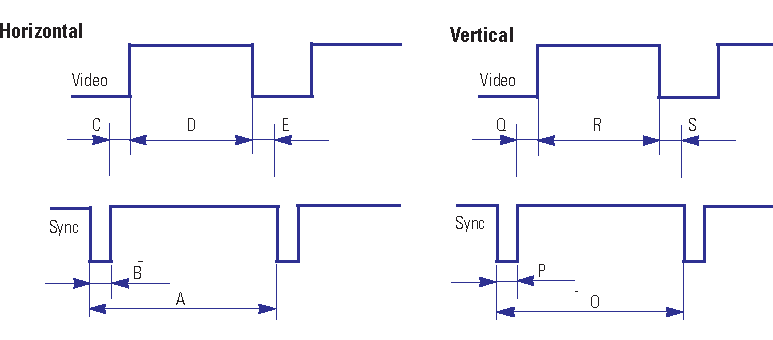 Horizontal
Video
C D E
Sync
B
A
Vertical
Video
Q R S
Sync
P
O